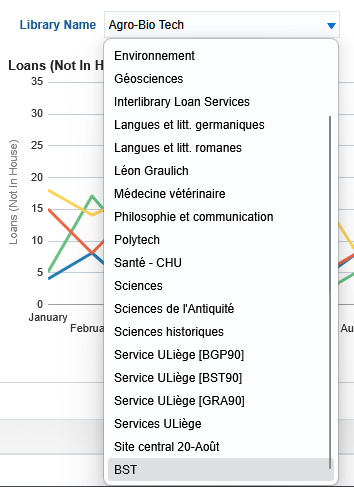 Library Name
Agro-Bio Tech
Environnement
Géosciences
Interlibrary Loan Services
Langues et litt. germaniques
Langues et litt. romanes
Léon Graulich
Médecine vétérinaire
Philosophie et communication
Polytech
Santé - CHU
Sciences
Sciences de l'Antiquité
Sciences historiques
Service ULiège [BGP90]
Service ULiège [BST90]
Service ULiège [GRA90]
Services ULiège
Site central 20-Août
BST
Loans (Not In H
Loans (Not In House)
35
30
25
20
15
10
5
0
January
Februa
Au